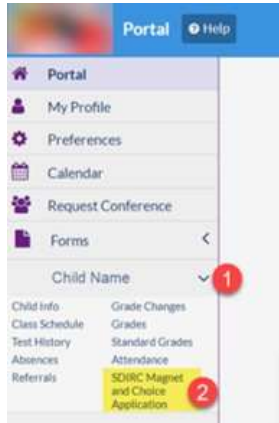 Portal Help
Portal
My Profile
Preferences
Calendar
Request Conference
Forms
Child Name 1
Child Info Grade Changes
Class Schedule Grades
Test History Standard Grades
Absences Attendance
Referrals SDIRC Magnet
and Choice 2
Application